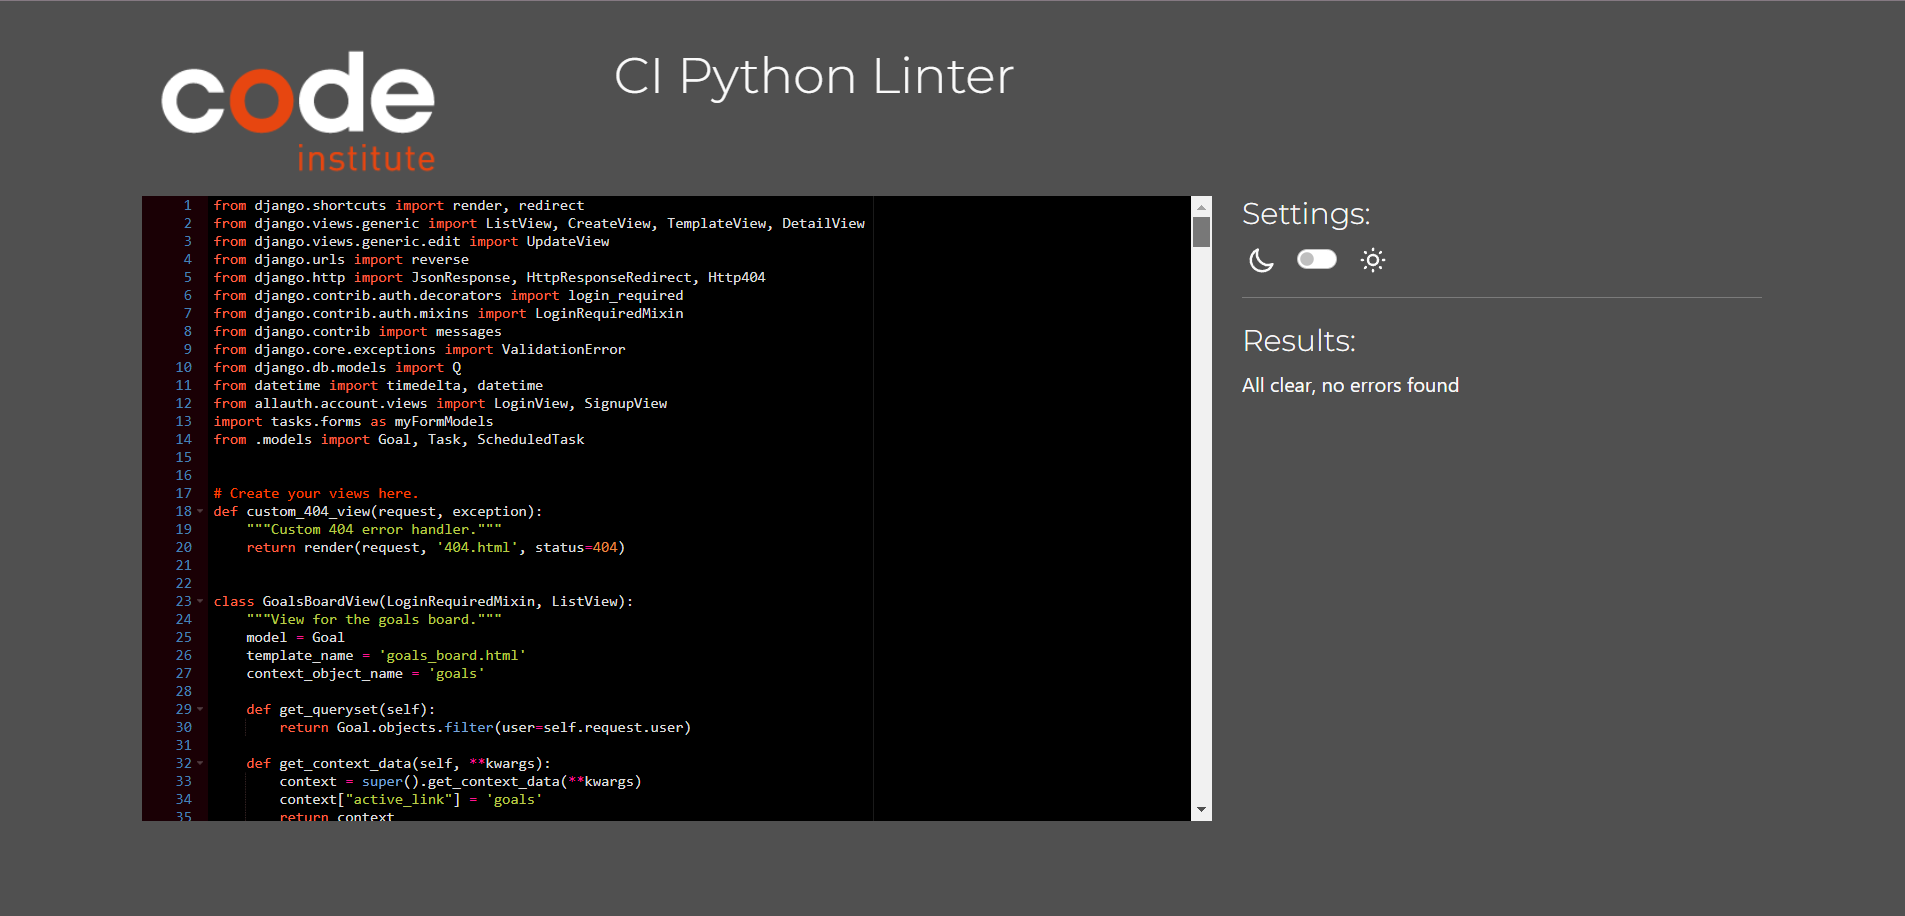 code
institute
CI Python Linter
1 from django.shortcuts import render, redirect
2 from django.views.generic import ListView, CreateView, TemplateView, DetailView
3 from django.views.generic.edit import UpdateView
4 from django.urls import reverse
5 from django.http import JsonResponse, HttpResponseRedirect, Http404
6 from django.contrib.auth.decorators import login_required
7 from django.contrib.auth.mixins import LoginRequiredMixin
8 from django.contrib import messages
9 from django.core.exceptions import ValidationError
10 from django.db.models import Q
11 from datetime import timedelta, datetime
12 from allauth.account.views import LoginView, SignupView
13 import tasks.forms as myFormModels
14 from .models import Goal, Task, ScheduledTask
15
16
17 # Create your views here.
18 def custom_404_view(request, exception):
19     """Custom 404 error handler."""
20     return render(request, '404.html', status=404)
21
22
23 class GoalsBoardView(LoginRequiredMixin, ListView):
24     """View for the goals board."""
25     model = Goal
26     template_name = 'goals_board.html'
27     context_object_name = 'goals'
28
29     def get_queryset(self):
30         return Goal.objects.filter(user=self.request.user)
31
32     def get_context_data(self, **kwargs):
33         context = super().get_context_data(**kwargs)
34         context["active_link"] = 'goals'
35         return context
Settings:
Results:
All clear, no errors found